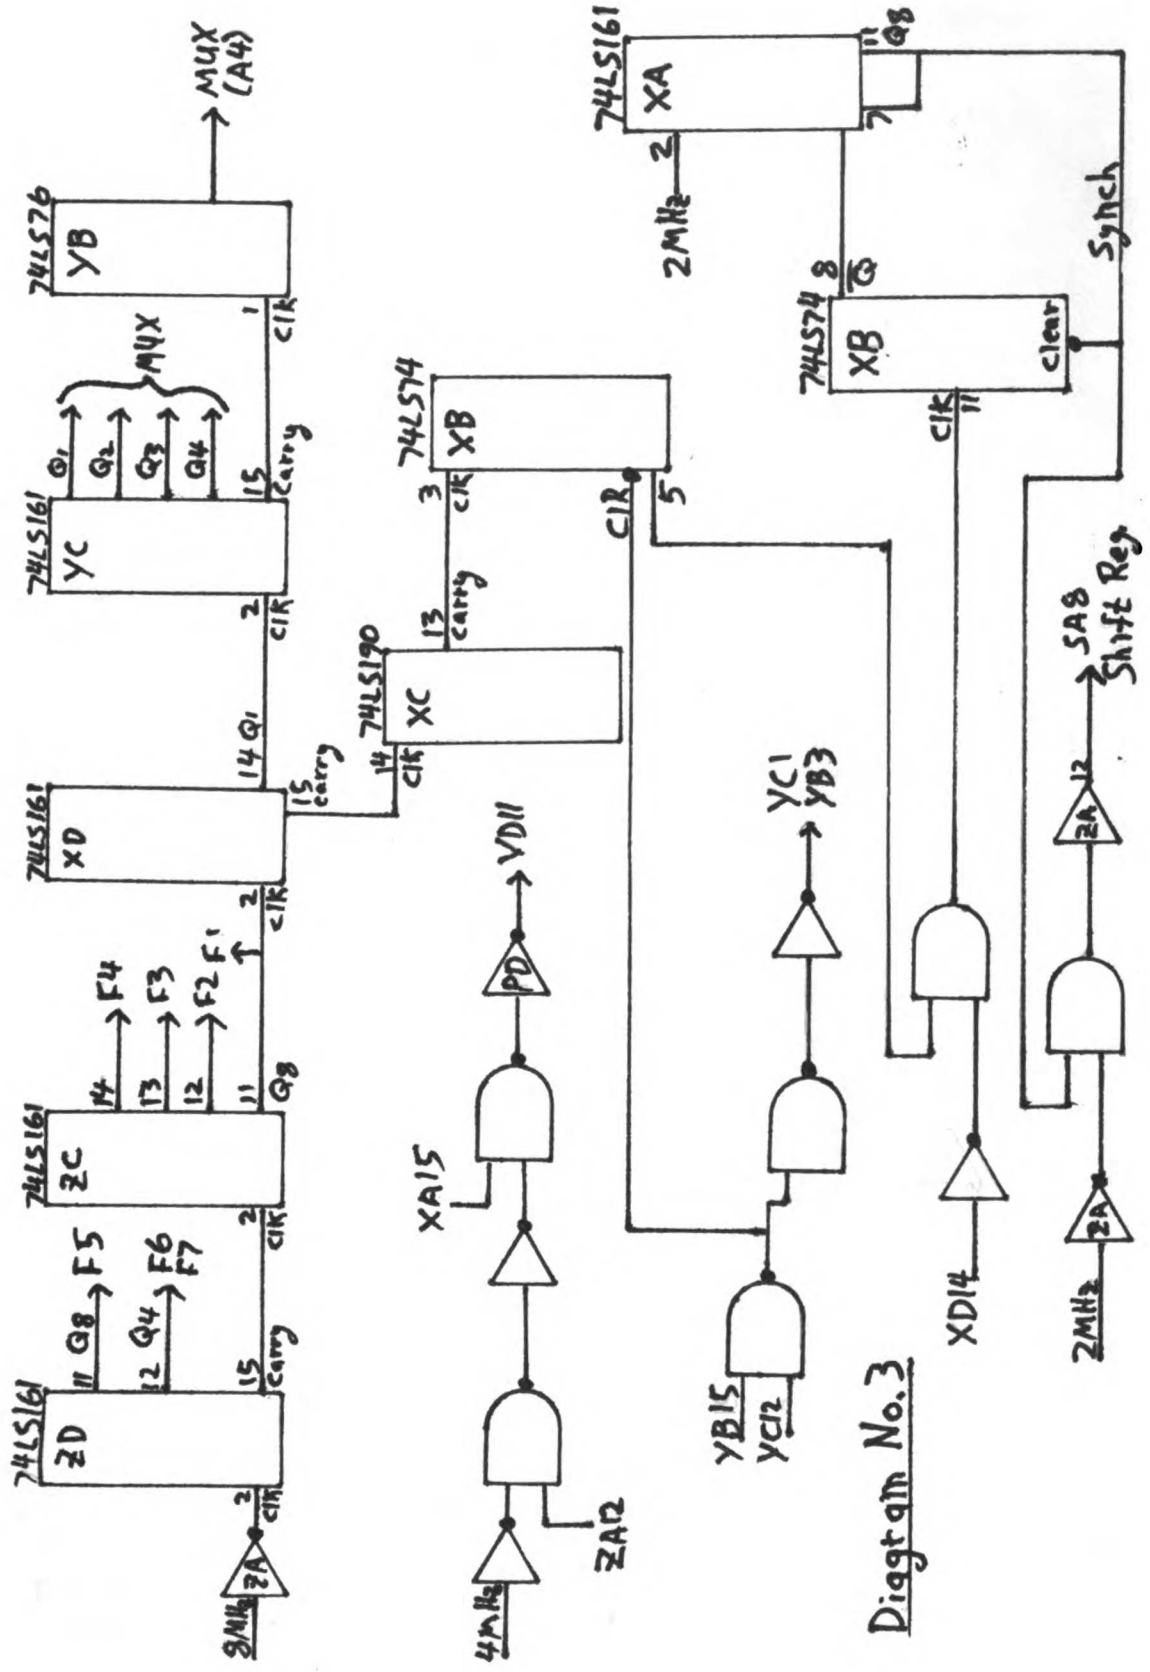 74LS161
ZD
8MHz
ZA
2
Clk
11 Q8
F5
12 Q4
F6
F7
15
Carry
74LS161
ZC
2
Clk
14
F4
13
F3
12
F2
11
Q8
F1
74LS161
XD
2
Clk
14 Q1
15
Carry
74LS161
YC
2
Clk
Q1
Q2
Q3
Q4
MUX
15
Carry
74LS76
YB
1
Clk
MUX
(A4)
74LS190
XC
14
Clk
13
Carry
74LS74
XB
3
Clk
ClR
5
4MHz
ZA12
XA15
PD
VD11
74LS161
XA
2
2MHz
7
11
Q8
YB15
YC12
YC1
YB3
74LS74
XB
8
Q̅
Clk
11
Clear
Synch
XD14
2MHz
ZA
ZA
12
SA8
Shift Reg.
Diagram No.3